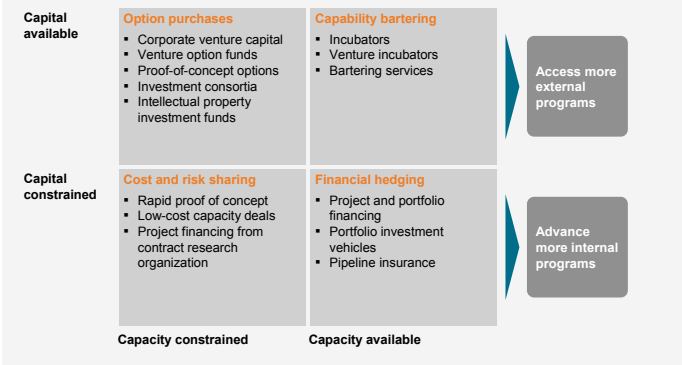 Capital
available
Option purchases
▪ Corporate venture capital
▪ Venture option funds
▪ Proof-of-concept options
▪ Investment consortia
▪ Intellectual property
investment funds
Capability bartering
▪ Incubators
▪ Venture incubators
▪ Bartering services
Access more
external
programs
Capital
constrained
Cost and risk sharing
▪ Rapid proof of concept
▪ Low-cost capacity deals
▪ Project financing from
contract research
organization
Financial hedging
▪ Project and portfolio
financing
▪ Portfolio investment
vehicles
▪ Pipeline insurance
Advance
more internal
programs
Capacity constrained
Capacity available